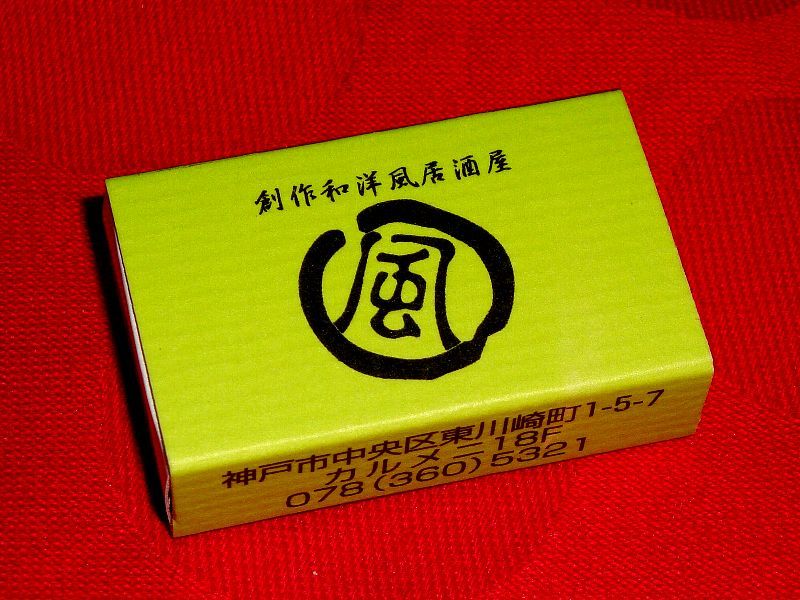 創作和洋風居酒屋
風
神戸市中央区東川崎町1-5-7
カルメニ18F
078(360)5321